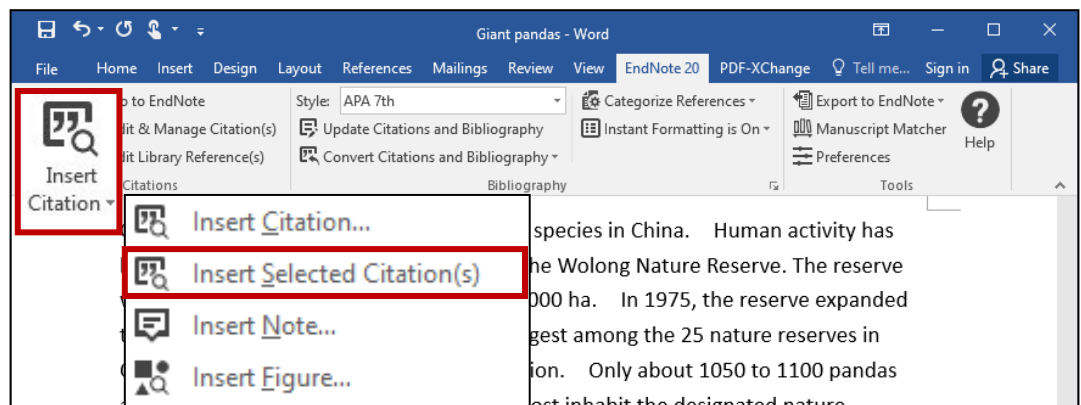 Giant pandas - Word
File Home Insert Design Layout References Mailings Review View EndNote 20 PDF-XChange Tell me... Sign in Share
Insert Citation
to EndNote
& Manage Citation(s)
Library Reference(s)
Citations
Style: APA 7th
Update Citations and Bibliography
Convert Citations and Bibliography
Bibliography
Categorize References
Instant Formatting is On
Export to EndNote
Manuscript Matcher
Preferences
Tools
Help
Insert Citation...
Insert Selected Citation(s)
Insert Note...
Insert Figure...
species in China. Human activity has
he Wolong Nature Reserve. The reserve
000 ha. In 1975, the reserve expanded
gest among the 25 nature reserves in
ion. Only about 1050 to 1100 pandas
inhabit the designated nature